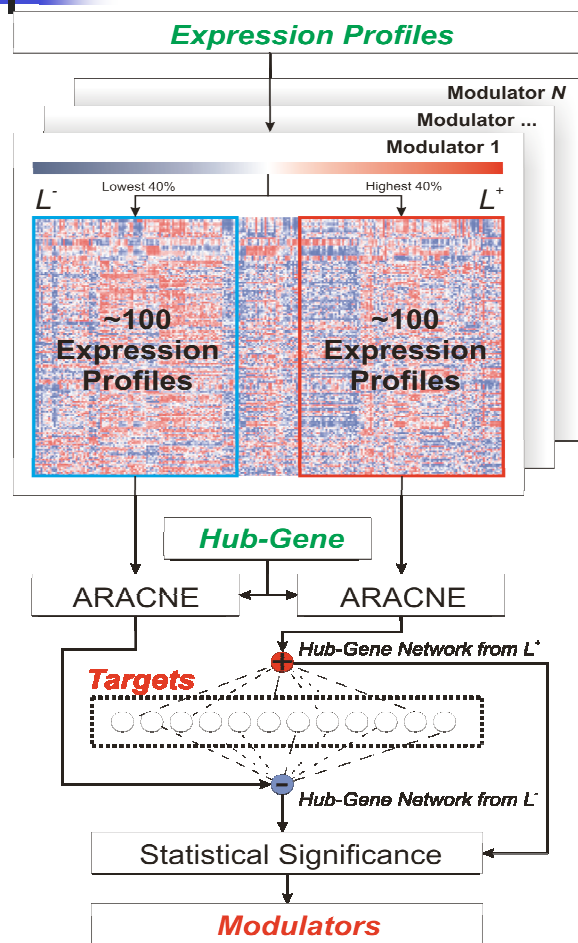 Expression Profiles
Modulator N
Modulator ...
Modulator 1
L- Lowest 40% Highest 40% L+
~100 ~100
Expression Expression
Profiles Profiles
Hub-Gene
ARACNE ARACNE
Hub-Gene Network from L+
+
Targets
-
Hub-Gene Network from L-
Statistical Significance
Modulators